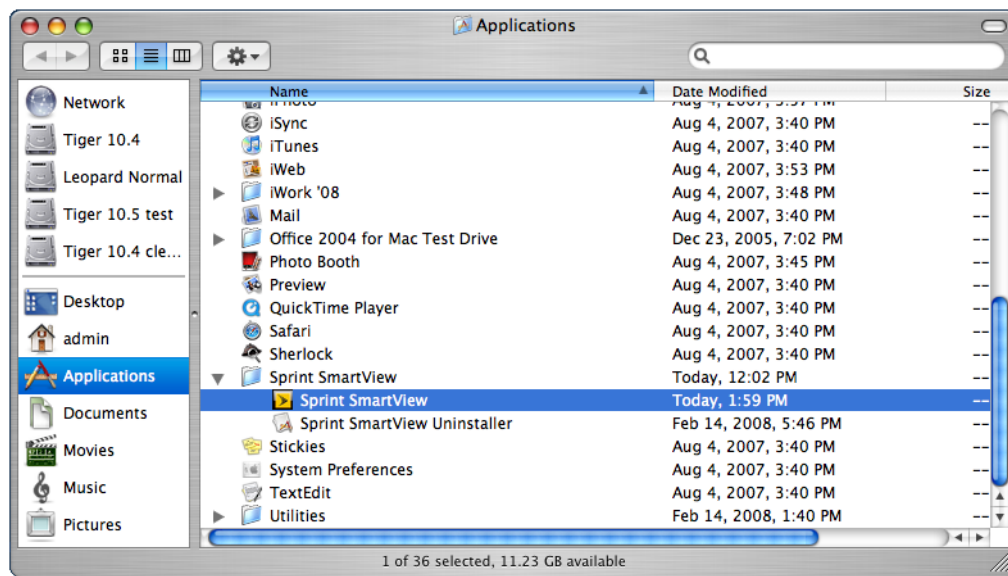 Applications
Name Date Modified Size
iPhoto Aug 4, 2007, 3:37 PM
iSync Aug 4, 2007, 3:40 PM --
iTunes Aug 4, 2007, 3:40 PM --
iWeb Aug 4, 2007, 3:53 PM --
iWork '08 Aug 4, 2007, 3:48 PM --
Mail Aug 4, 2007, 3:40 PM --
Office 2004 for Mac Test Drive Dec 23, 2005, 7:02 PM --
Photo Booth Aug 4, 2007, 3:45 PM --
Preview Aug 4, 2007, 3:40 PM --
QuickTime Player Aug 4, 2007, 3:40 PM --
Safari Aug 4, 2007, 3:40 PM --
Sherlock Aug 4, 2007, 3:40 PM --
Sprint SmartView Today, 12:02 PM --
Sprint SmartView Today, 1:59 PM --
Sprint SmartView Uninstaller Feb 14, 2008, 5:46 PM --
Stickies Aug 4, 2007, 3:40 PM --
System Preferences Aug 4, 2007, 3:40 PM --
TextEdit Aug 4, 2007, 3:40 PM --
Utilities Feb 14, 2008, 1:40 PM --
Network
Tiger 10.4
Leopard Normal
Tiger 10.5 test
Tiger 10.4 cle...
Desktop
admin
Applications
Documents
Movies
Music
Pictures
1 of 36 selected, 11.23 GB available